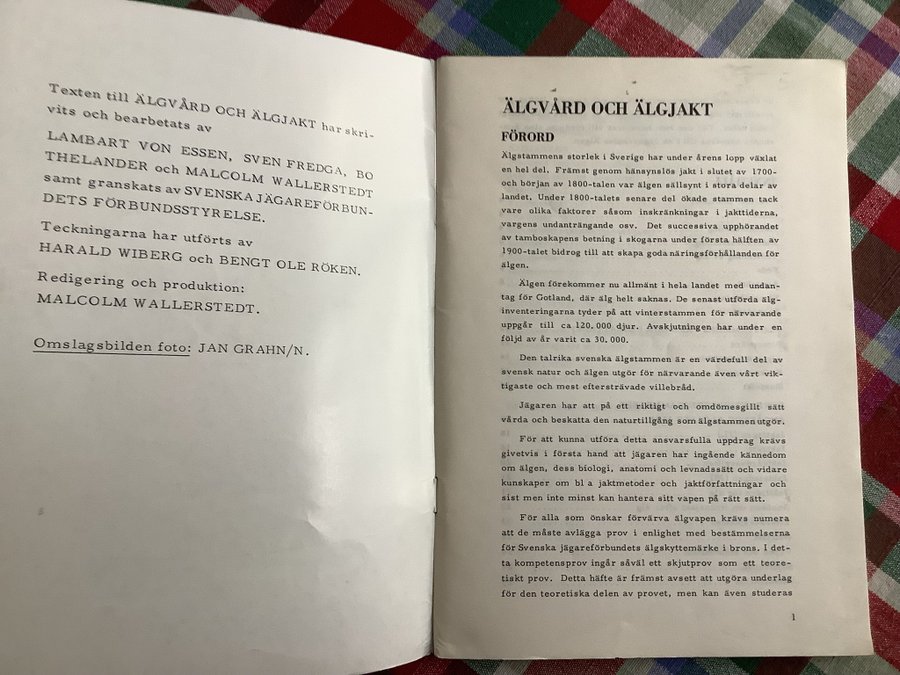 Texten till ÄLGVÅRD OCH ÄLGJAKT har skri-
vits och bearbetats av
LAMBART VON ESSEN, SVEN FREDGA, BO
THELANDER och MALCOLM WALLERSTEDT
samt granskats av SVENSKA JÄGAREFÖRBUN-
DETS FÖRBUNDSSTYRELSE.
Teckningarna har utförts av
HARALD WIBERG och BENGT OLE RÖKEN.
Redigering och produktion:
MALCOLM WALLERSTEDT.
Omslagsbilden foto: JAN GRAHN/N.
ÄLGVÅRD OCH ÄLGJAKT
FÖRORD
Älgstammens storlek i Sverige har under årens lopp växlat
en hel del. Främst genom hänsynslös jakt i slutet av 1700-
och början av 1800-talen var älgen sällsynt i stora delar av
landet. Under 1800-talets senare del ökade stammen tack
vare olika faktorer såsom inskränkningar i jakttiderna,
vargens undanträngande osv. Det successiva upphörandet
av tamboskapens betning i skogarna under första hälften av
1900-talet bidrog till att skapa goda näringsförhållanden för
älgen.
Älgen förekommer nu allmänt i hela landet med undan-
tag för Gotland, där älg helt saknas. De senast utförda älg-
inventeringarna tyder på att vinterstammen för närvarande
uppgår till ca 120.000 djur. Avskjutningen har under en
följd av år varit ca 30.000.
Den talrika svenska älgstammen är en värdefull del av
svensk natur och älgen utgör för närvarande även vårt vik-
tigaste och mest eftersträvade villebråd.
Jägaren har att på ett riktigt och omdömesgillt sätt
vårda och beskatta den naturtillgång som älgstammen utgör.
För att kunna utföra detta ansvarsfulla uppdrag krävs
givetvis i första hand att jägaren har ingående kännedom
om älgen, dess biologi, anatomi och levnadssätt och vidare
kunskaper om bl a jaktmetoder och jaktförfattningar och
sist men inte minst kan hantera sitt vapen på rätt sätt.
För alla som önskar förvärva älgvapen krävs numera
att de måste avlägga prov i enlighet med bestämmelserna
för Svenska jägareförbundets älgskyttemärke i brons. I det-
ta kompetensprov ingår såväl ett skjutprov som ett teore-
tiskt prov. Detta häfte är främst avsett att utgöra underlag
för den teoretiska delen av provet, men kan även studeras
1